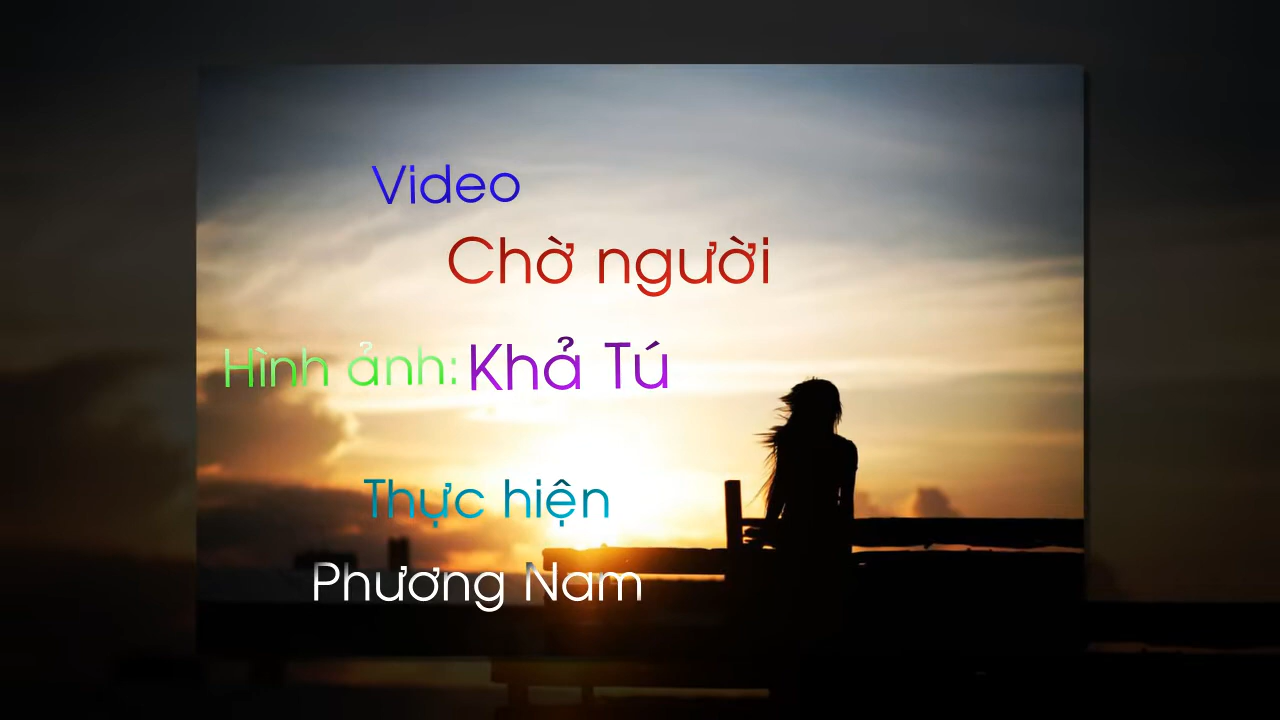 Video
Chờ người
Hình ảnh: Khả Tú
Thực hiện
Phương Nam